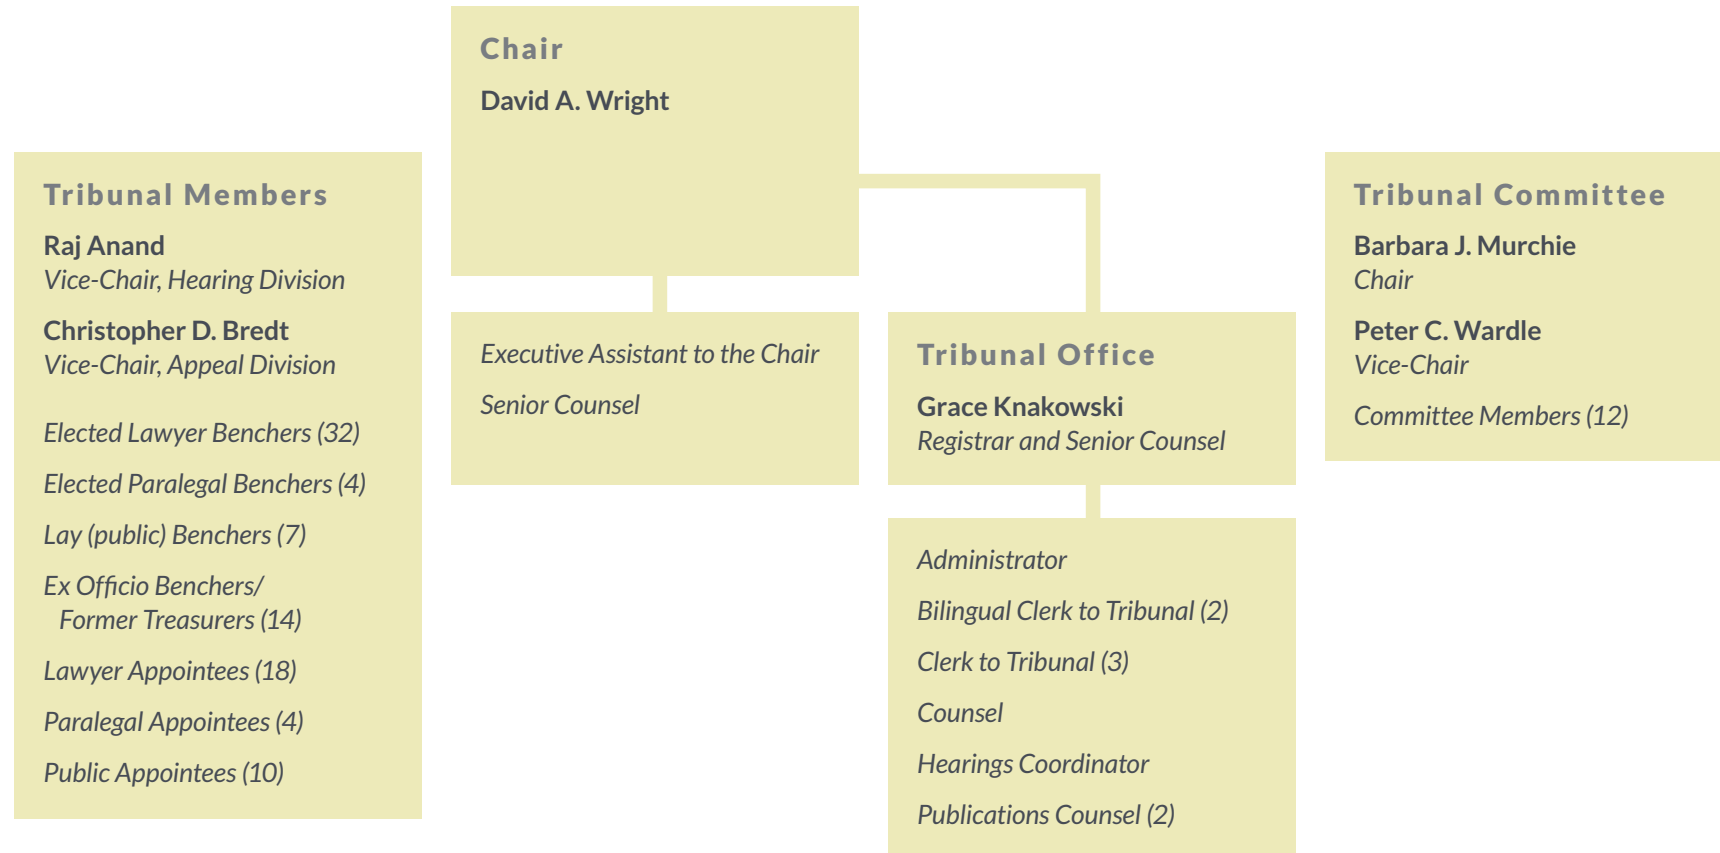 Chair
David A. Wright
Tribunal Members
Raj Anand
Vice-Chair, Hearing Division
Christopher D. Bredt
Vice-Chair, Appeal Division
Elected Lawyer Benchers (32)
Elected Paralegal Benchers (4)
Lay (public) Benchers (7)
Ex Officio Benchers/
Former Treasurers (14)
Lawyer Appointees (18)
Paralegal Appointees (4)
Public Appointees (10)
Executive Assistant to the Chair
Senior Counsel
Tribunal Office
Grace Knakowski
Registrar and Senior Counsel
Administrator
Bilingual Clerk to Tribunal (2)
Clerk to Tribunal (3)
Counsel
Hearings Coordinator
Publications Counsel (2)
Tribunal Committee
Barbara J. Murchie
Chair
Peter C. Wardle
Vice-Chair
Committee Members (12)